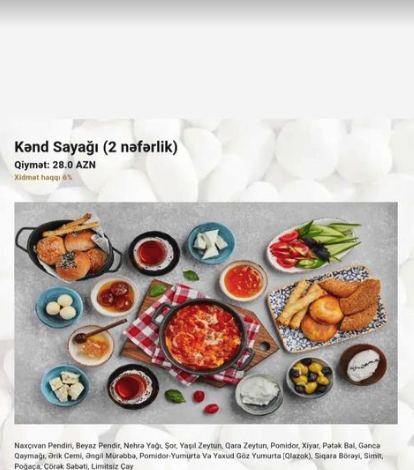 Kənd Sayağı (2 nəfərlik)
Qiymət: 28.0 AZN
Xidmət haqqı 6%
Naxçıvan Pendiri, Beyaz Pendir, Nehrə Yağı, Şor, Yaşıl Zeytun, Qara Zeytun, Pomidor, Xiyar, Pətək Bal, Gəncə
Qaymağı, Ərik Cemi, Əngil Mürəbbə, Pomidor-Yumurta Və Yaxud Göz Yumurta (Qlazok), Siqara Börəyi, Simit,
Poğaça, Çörək Səbəti, Limitsiz Çay